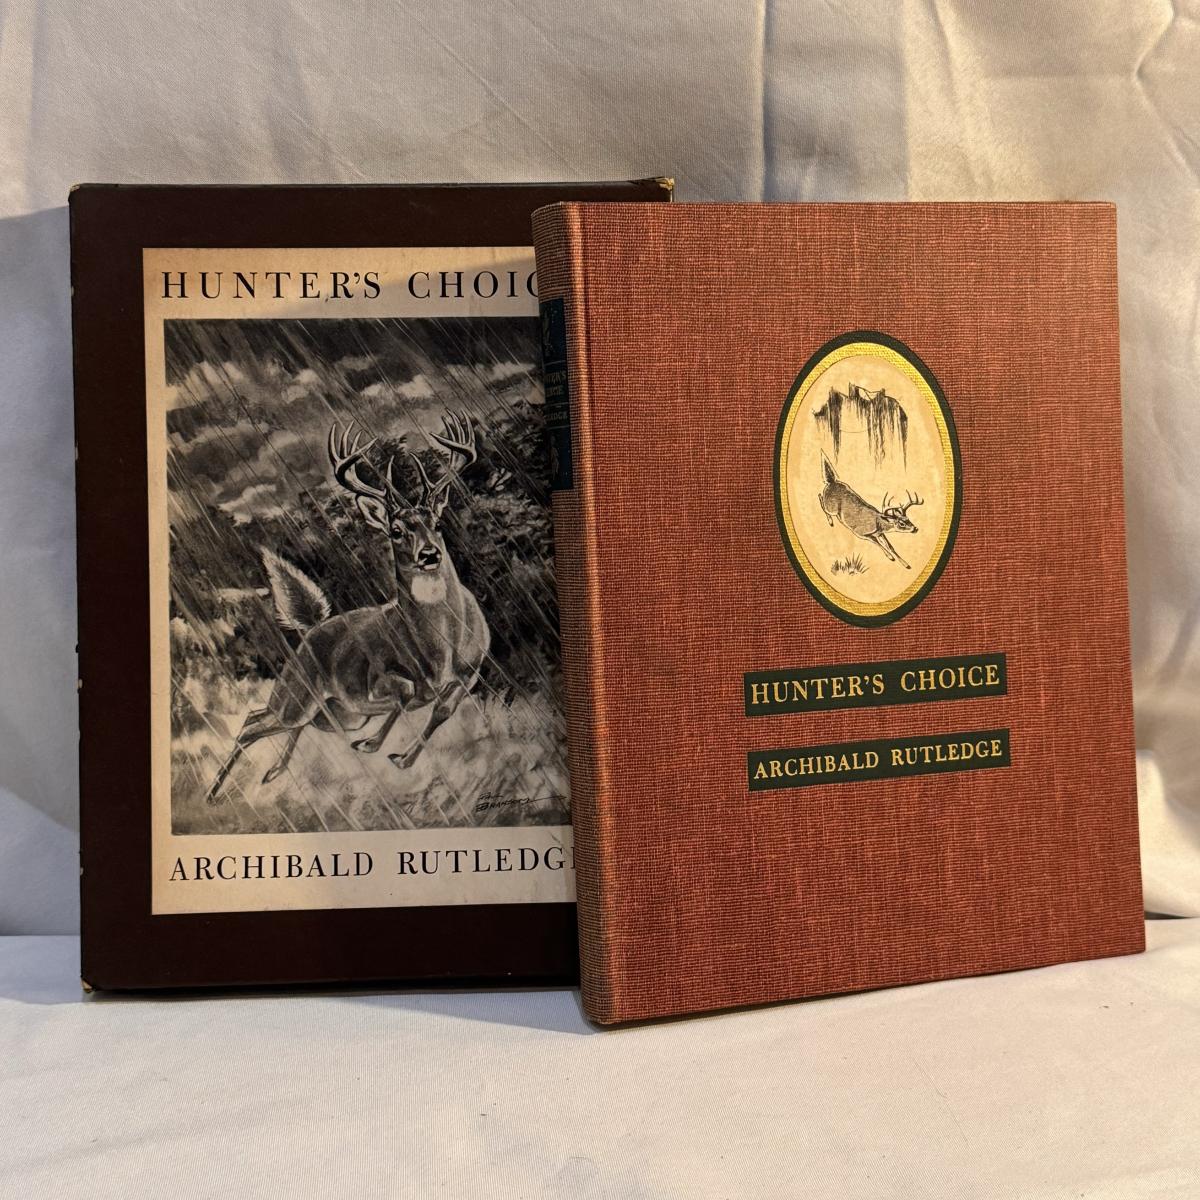 HUNTER'S CHOIC
ARCHIBALD RUTLEDG
HUNTER'S CHOICE
ARCHIBALD RUTLEDGE